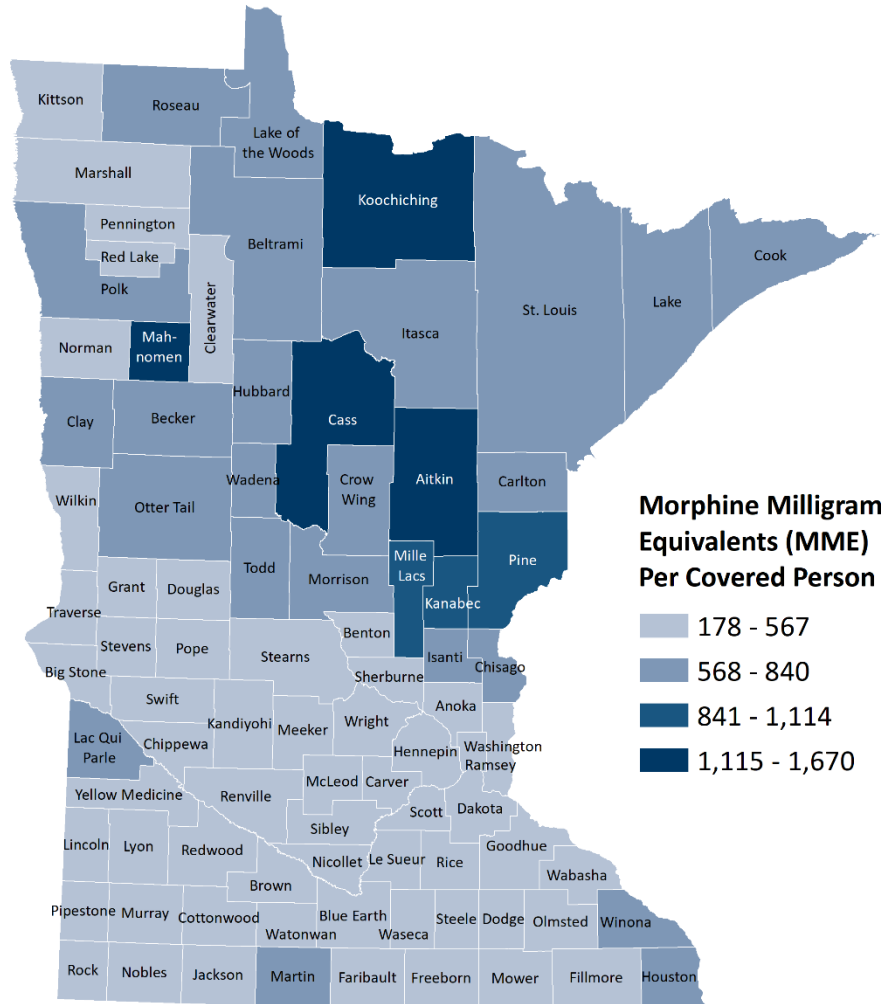 Kittson
Roseau
Lake of
the Woods
Koochiching
Marshall
Pennington
Red Lake
Beltrami
Polk
Clearwater
Cook
Lake
St. Louis
Itasca
Norman
Mah-
nomen
Hubbard
Cass
Clay
Becker
Wadena
Crow
Wing
Aitkin
Carlton
Wilkin
Otter Tail
Todd
Morrison
Mille
Lacs
Kanabec
Pine
Morphine Milligram
Equivalents (MME)
Per Covered Person
178 - 567
568 - 840
841 - 1,114
1,115 - 1,670
Grant
Douglas
Traverse
Stevens
Pope
Stearns
Benton
Isanti
Chisago
Big Stone
Sherburne
Swift
Kandiyohi
Meeker
Wright
Anoka
Lac Qui
Parle
Chippewa
Hennepin
Washington
Ramsey
Yellow Medicine
Renville
McLeod
Carver
Scott
Dakota
Sibley
Lincoln
Lyon
Redwood
Nicollet
Le Sueur
Rice
Goodhue
Wabasha
Brown
Pipestone
Murray
Cottonwood
Watonwan
Blue Earth
Waseca
Steele
Dodge
Olmsted
Winona
Rock
Nobles
Jackson
Martin
Faribault
Freeborn
Mower
Fillmore
Houston